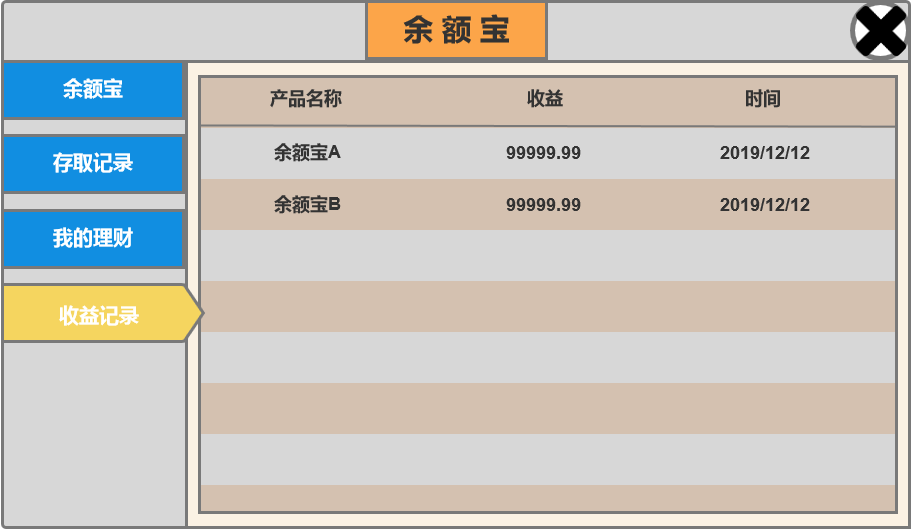 余额宝
余额宝
存取记录
我的理财
收益记录
产品名称 收益 时间
余额宝A 99999.99 2019/12/12
余额宝B 99999.99 2019/12/12